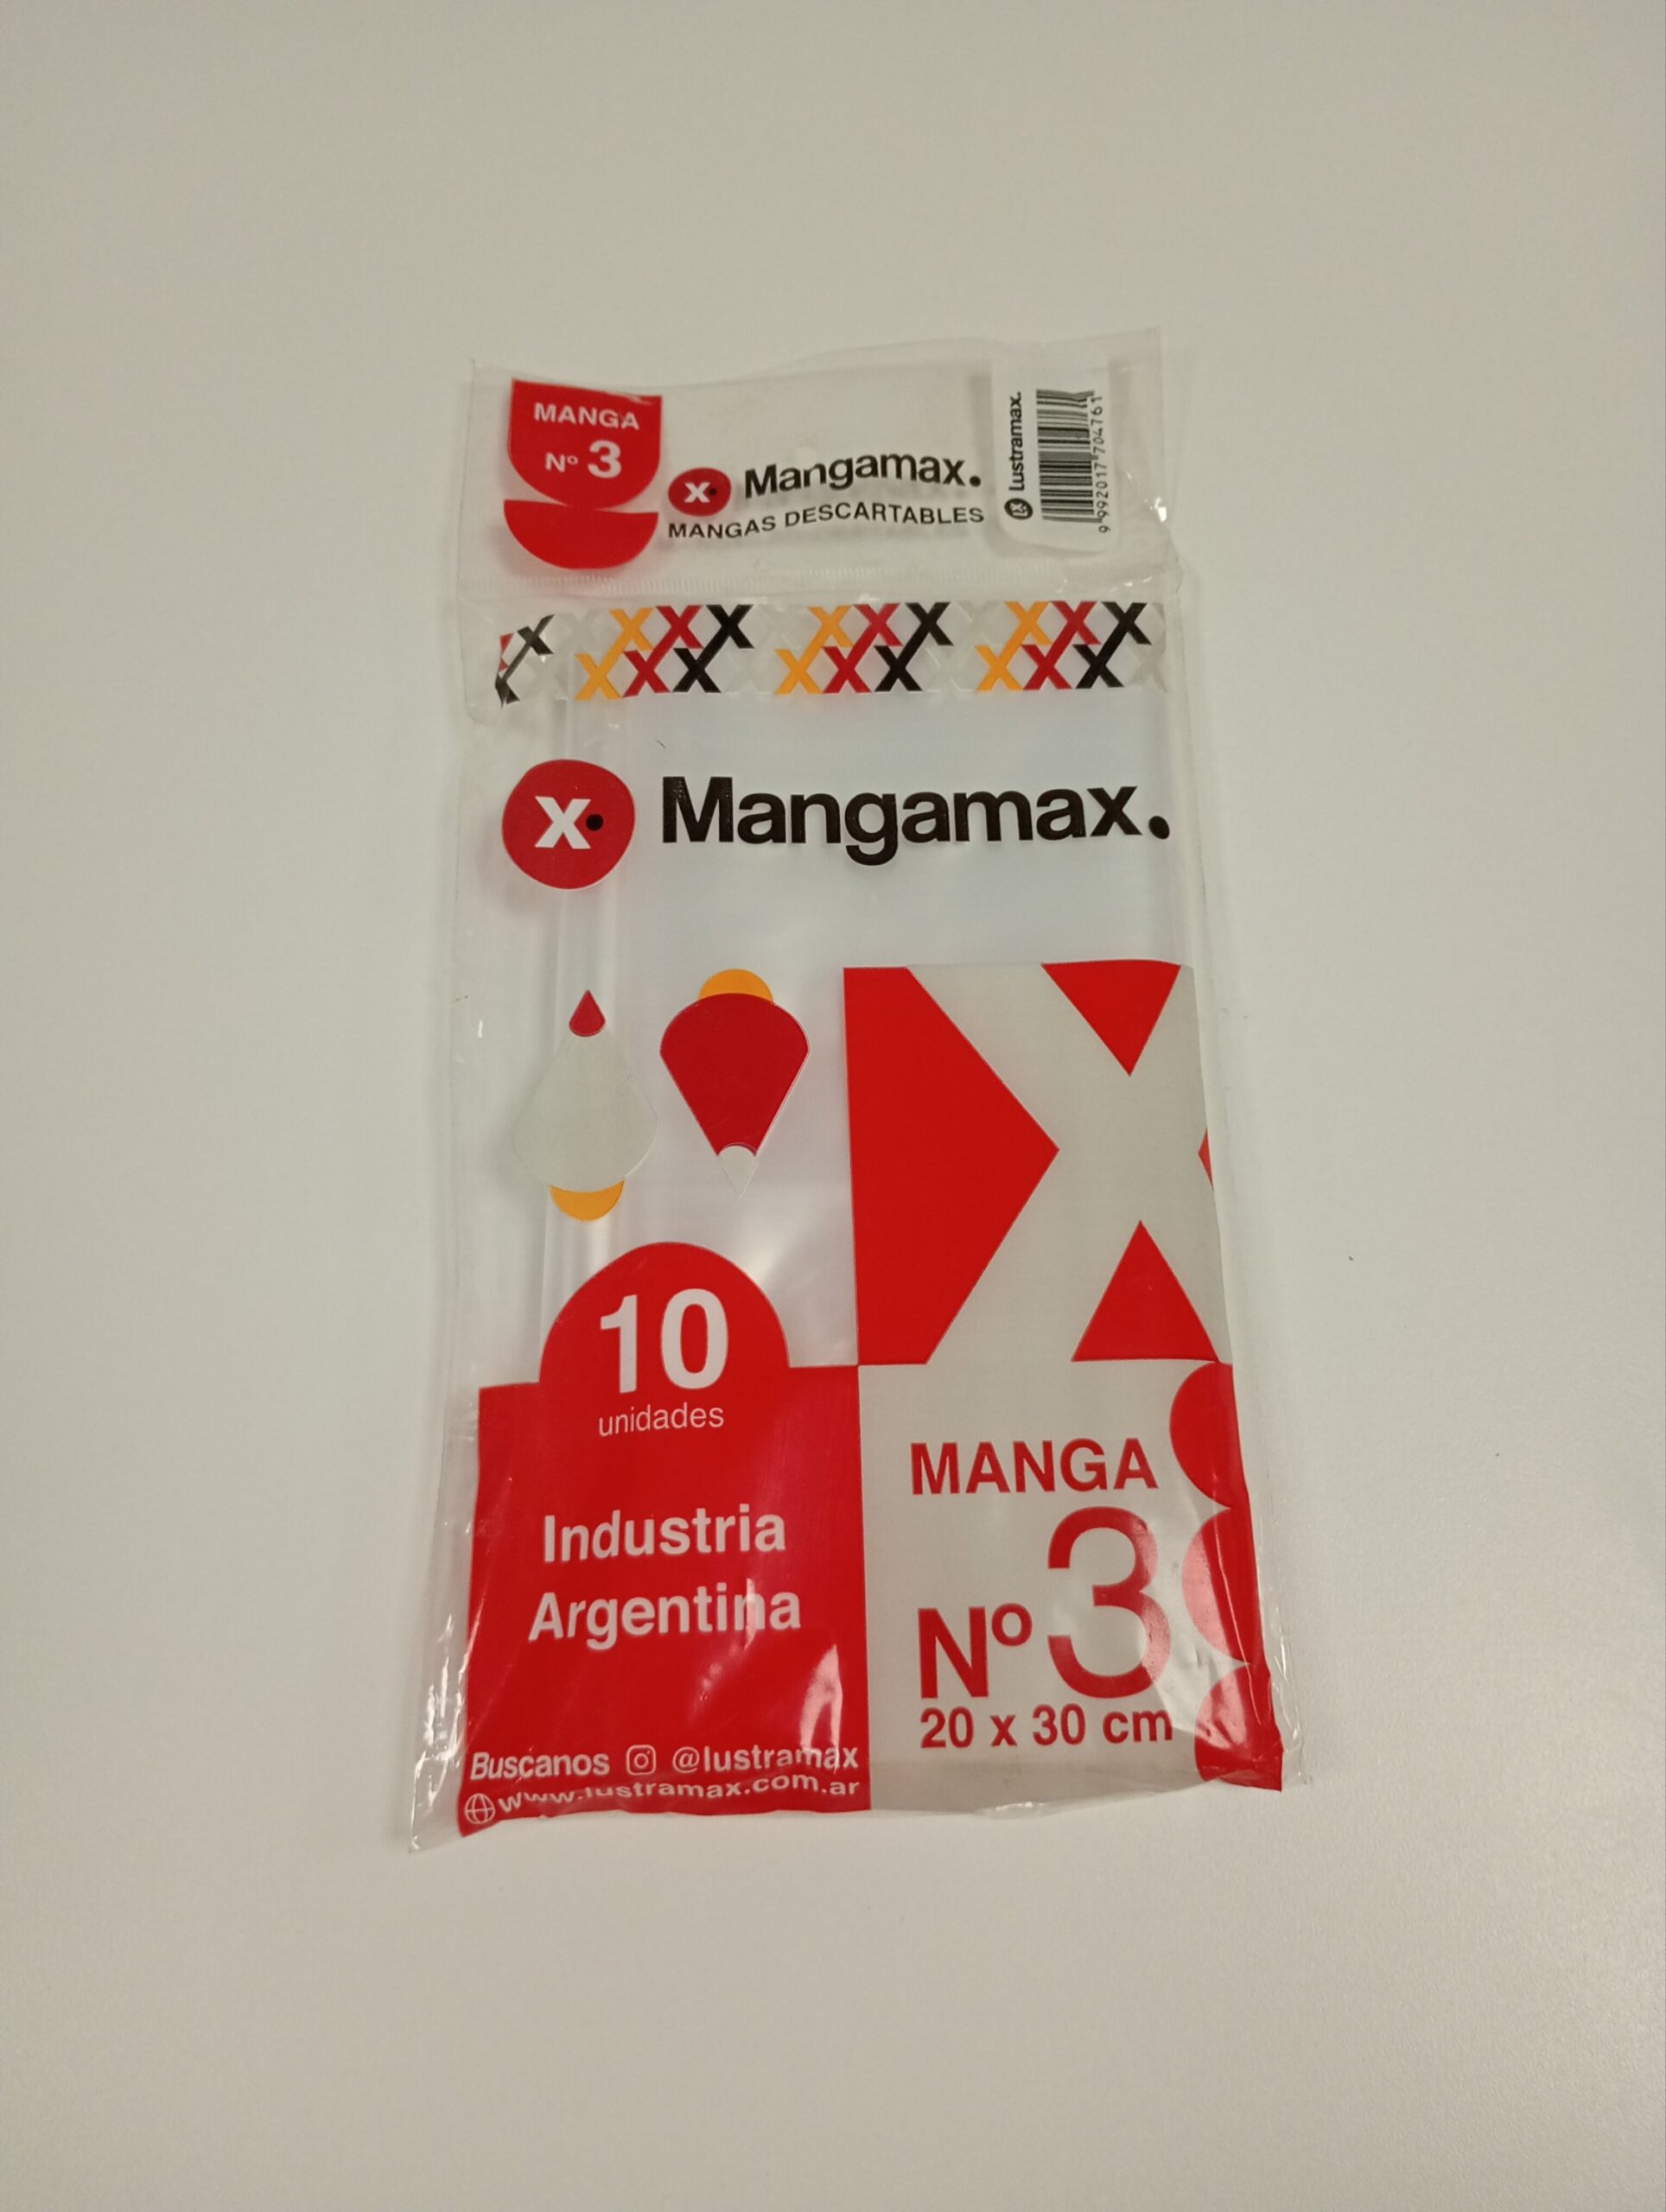 MANGA
Nº 3
x Mangamax.
MANGAS DESCARTABLES
lustramax.
9992017704761
x Mangamax.
10
unidades
Industria
Argentina
MANGA
Nº 3
20 x 30 cm
Buscanos @lustramax
www.lustramax.com.ar